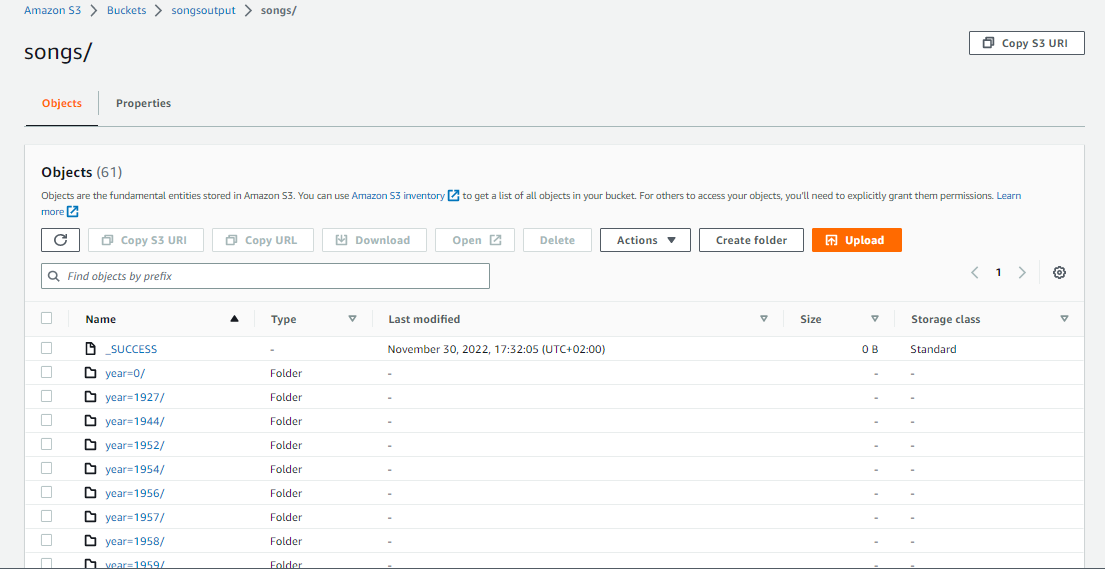 Amazon S3 > Buckets > songsoutput > songs/
songs/
Copy S3 URI
Objects
Properties
Objects (61)
Objects are the fundamental entities stored in Amazon S3. You can use Amazon S3 inventory to get a list of all objects in your bucket. For others to access your objects, you'll need to explicitly grant them permissions. Learn
more
Copy S3 URI Copy URL Download Open Delete Actions Create folder Upload
Find objects by prefix
1
Name Type Last modified Size Storage class
_SUCCESS - November 30, 2022, 17:32:05 (UTC+02:00) 0 B Standard
year=0/ Folder - - -
year=1927/ Folder - - -
year=1944/ Folder - - -
year=1952/ Folder - - -
year=1954/ Folder - - -
year=1956/ Folder - - -
year=1957/ Folder - - -
year=1958/ Folder - - -
year=1959/ Folder - - -